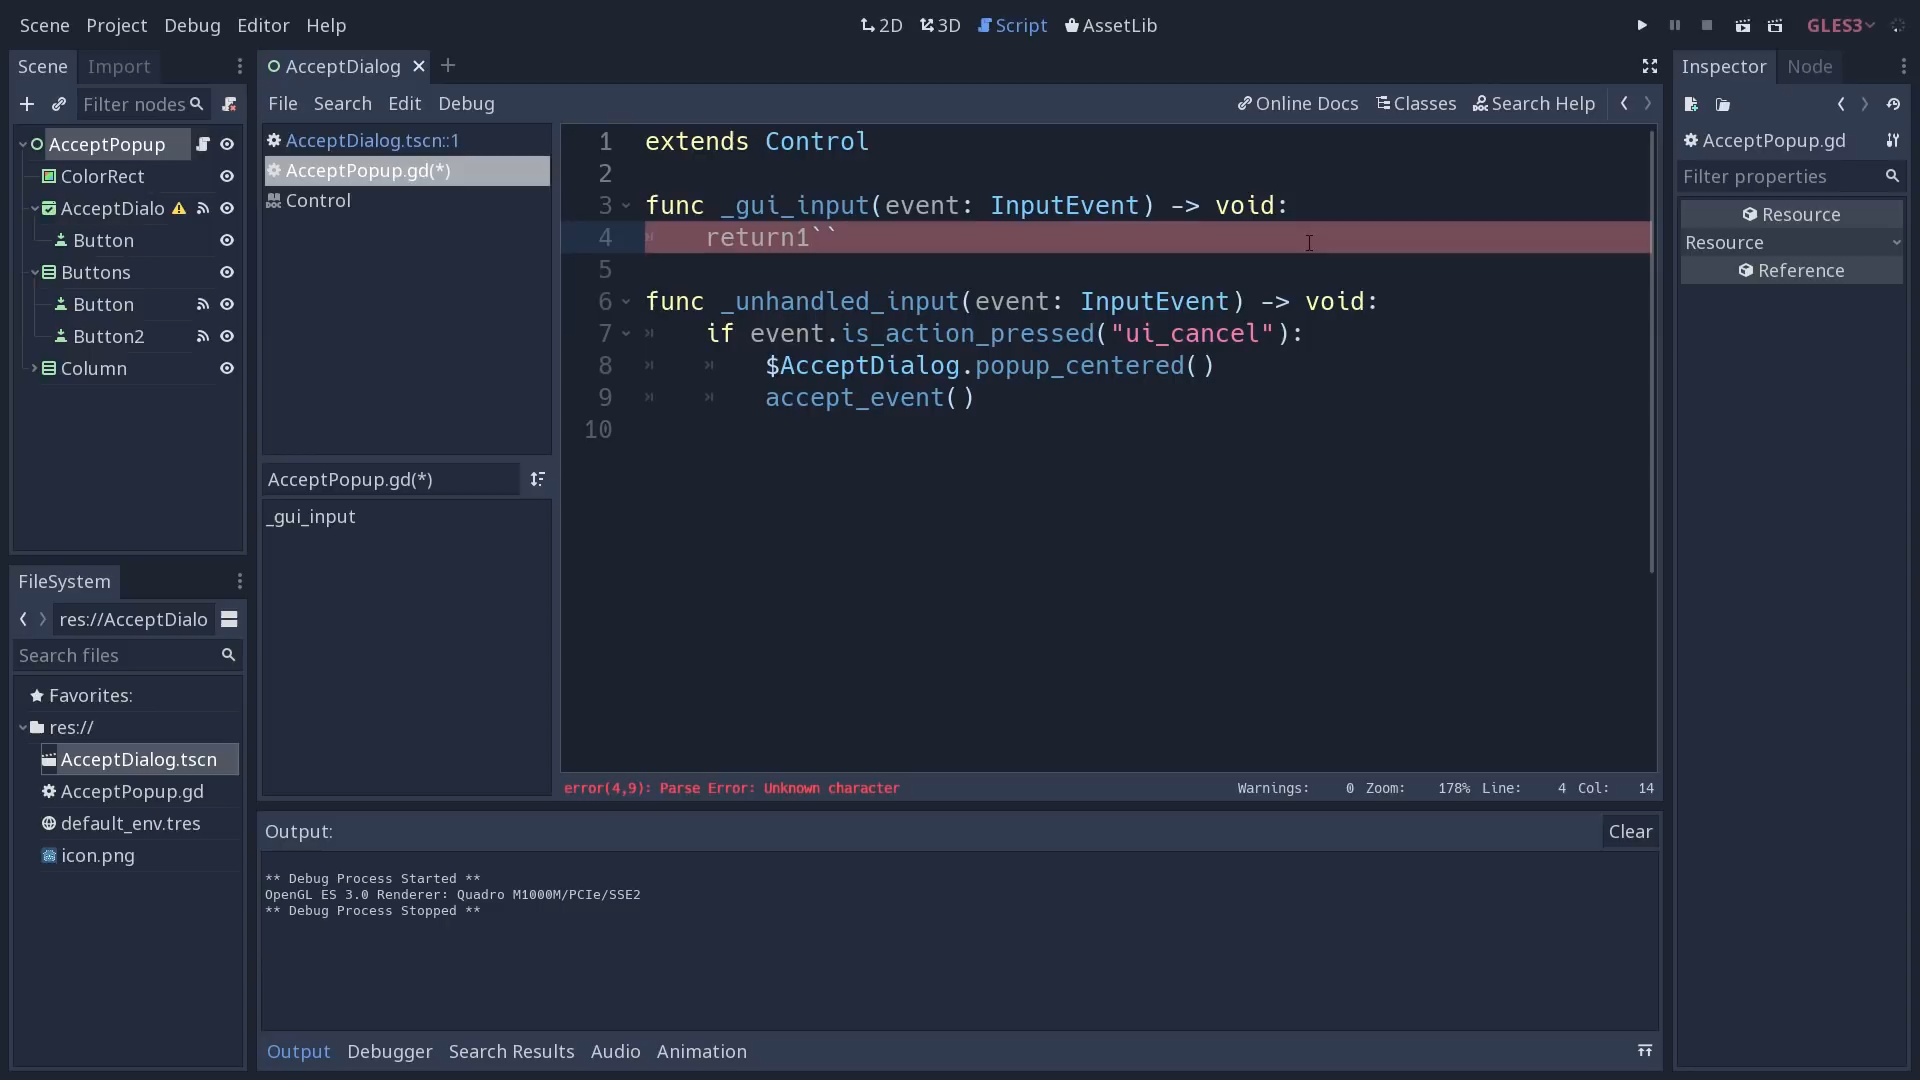 Scene Project Debug Editor Help
2D 3D Script AssetLib
GLES3
Scene Import
Filter nodes
AcceptPopup
ColorRect
AcceptDialo
Button
Buttons
Button
Button2
Column
FileSystem
res://AcceptDialo
Search files
Favorites:
res://
AcceptDialog.tscn
AcceptPopup.gd
default_env.tres
icon.png
AcceptDialog
File Search Edit Debug
Online Docs Classes Search Help
AcceptDialog.tscn::1
AcceptPopup.gd(*)
Control
AcceptPopup.gd(*)
_gui_input
1 extends Control
2
3 func _gui_input(event: InputEvent) -> void:
4 return1``
5
6 func _unhandled_input(event: InputEvent) -> void:
7 if event.is_action_pressed("ui_cancel"):
8 $AcceptDialog.popup_centered()
9 accept_event()
10
error(4,9): Parse Error: Unknown character
Warnings: 0 Zoom: 178% Line: 4 Col: 14
Output:
Clear
** Debug Process Started **
OpenGL ES 3.0 Renderer: Quadro M1000M/PCIe/SSE2
** Debug Process Stopped **
Output Debugger Search Results Audio Animation
Inspector Node
AcceptPopup.gd
Filter properties
Resource
Resource
Reference